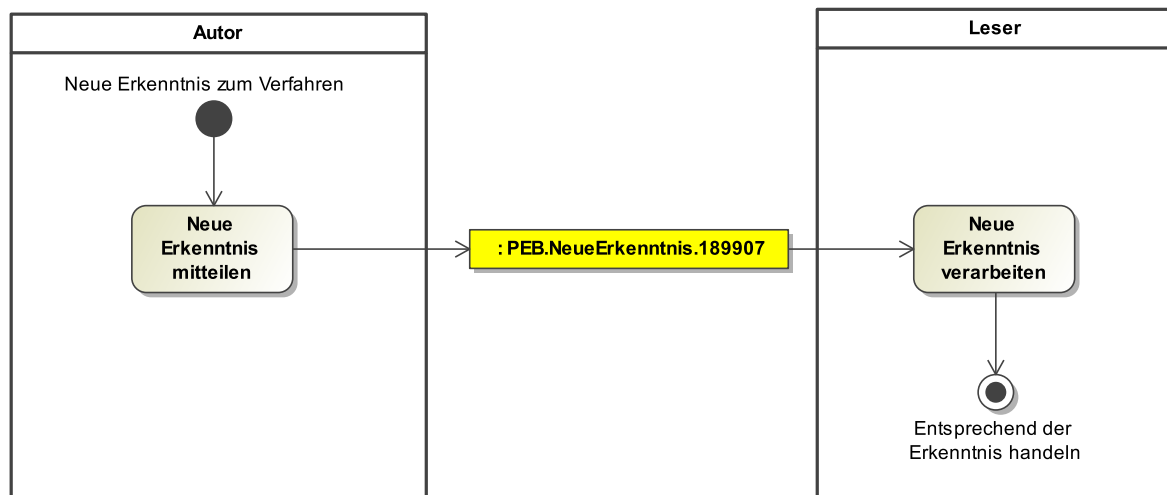 Autor
Leser
Neue Erkenntnis zum Verfahren
Neue
Erkenntnis
mitteilen
: PEB.NeueErkenntnis.189907
Neue
Erkenntnis
verarbeiten
Entsprechend der
Erkenntnis handeln